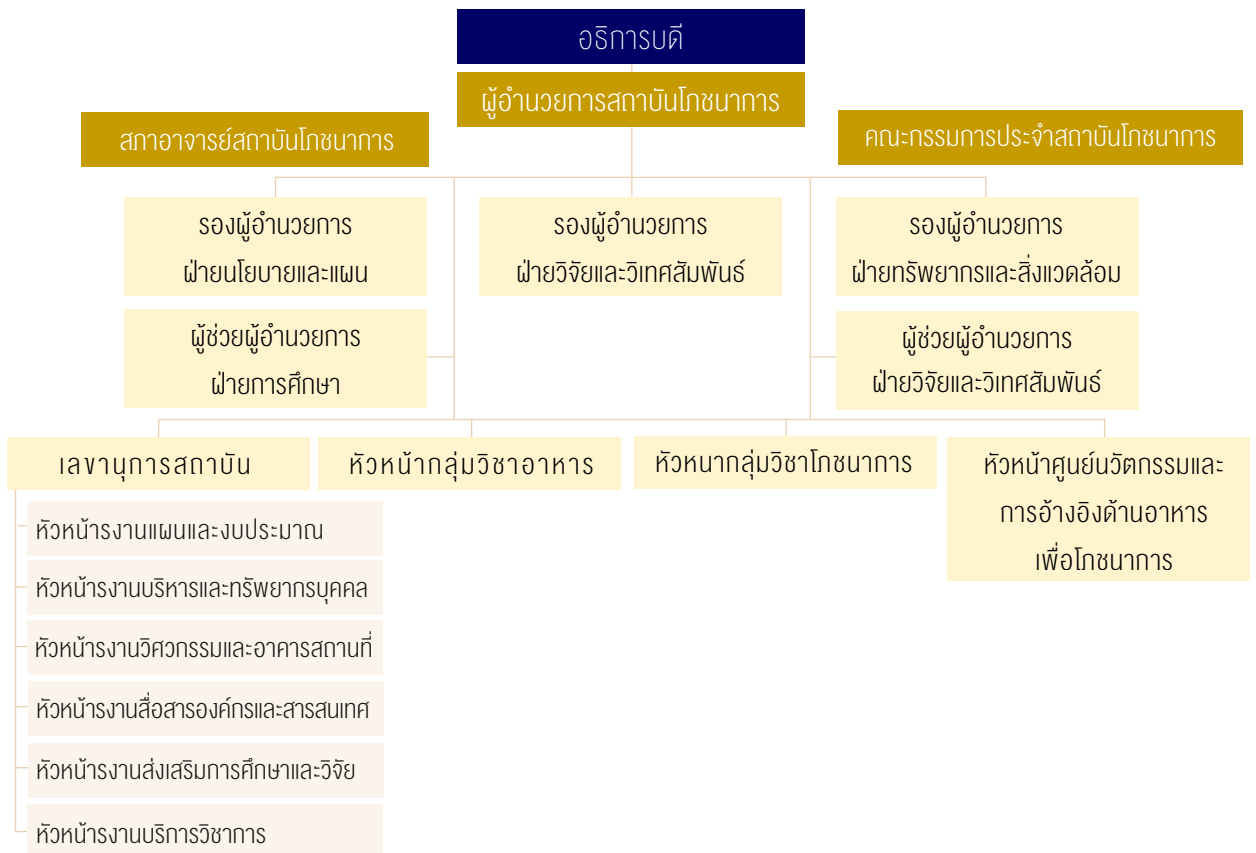 อธิการบดี
ผู้อำนวยการสถาบันโภชนาการ
สภาอาจารย์สถาบันโภชนาการ
คณะกรรมการประจำสถาบันโภชนาการ
รองผู้อำนวยการ
ฝ่ายนโยบายและแผน
รองผู้อำนวยการ
ฝ่ายวิจัยและวิเทศสัมพันธ์
รองผู้อำนวยการ
ฝ่ายทรัพยากรและสิ่งแวดล้อม
ผู้ช่วยผู้อำนวยการ
ฝ่ายการศึกษา
ผู้ช่วยผู้อำนวยการ
ฝ่ายวิจัยและวิเทศสัมพันธ์
เลขานุการสถาบัน
หัวหน้ากลุ่มวิชาอาหาร
หัวหนากลุ่มวิชาโภชนาการ
หัวหน้าศูนย์นวัตกรรมและ
การอ้างอิงด้านอาหาร
เพื่อโภชนาการ
หัวหน้ารงานแผนและงบประมาณ
หัวหน้ารงานบริหารและทรัพยากรบุคคล
หัวหน้ารงานวิศวกรรมและอาคารสถานที่
หัวหน้ารงานสื่อสารองค์กรและสารสนเทศ
หัวหน้ารงานส่งเสริมการศึกษาและวิจัย
หัวหน้ารงานบริการวิชาการ